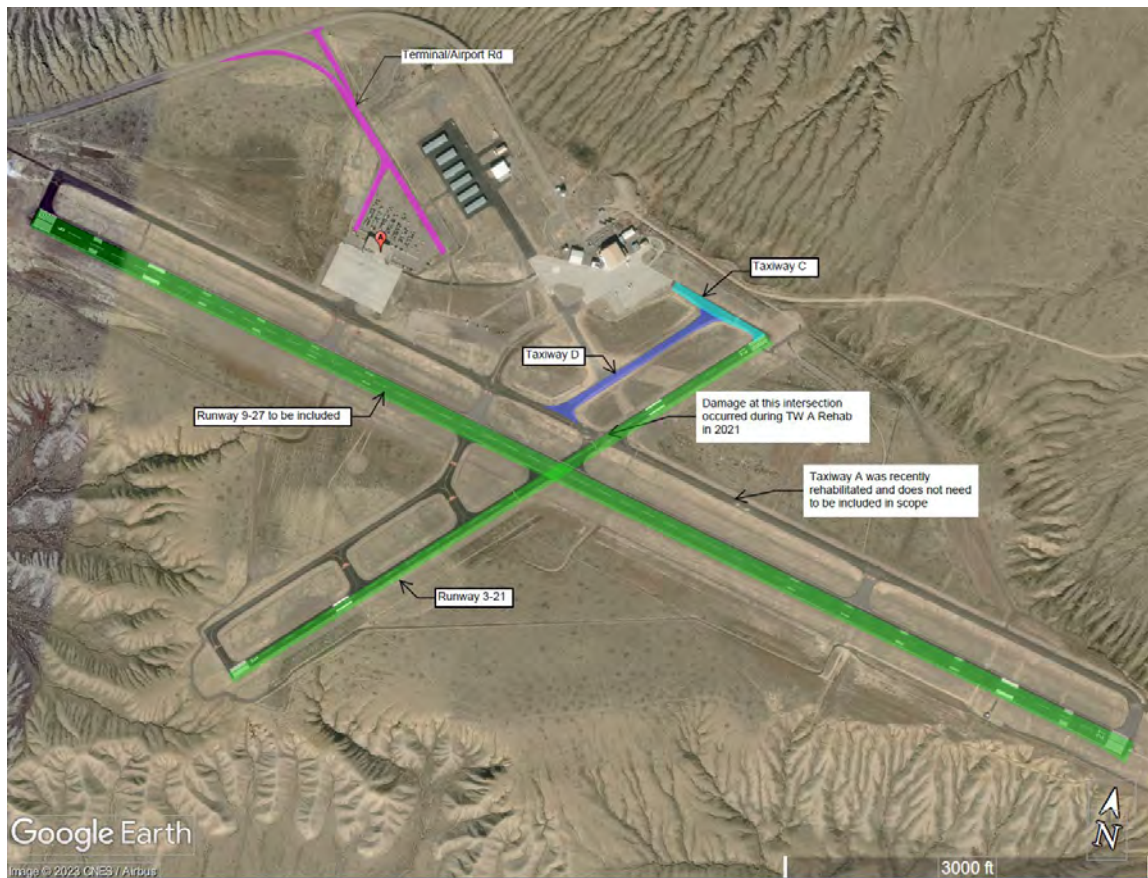 Terminal/Airport Rd
A
Taxiway C
Taxiway D
Damage at this intersection
occurred during TW A Rehab
in 2021
Runway 9-27 to be included
Taxiway A was recently
rehabilitated and does not need
to be included in scope
Runway 3-21
N
Google Earth
Image © 2023 CNES / Airbus
3000 ft